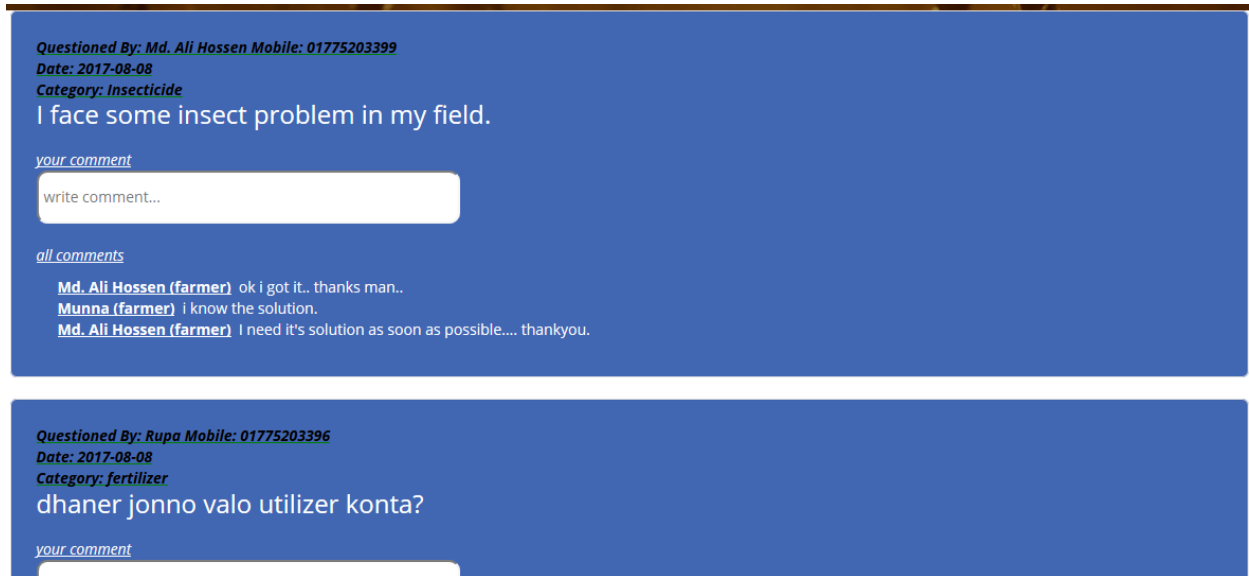 Questioned By: Md. Ali Hossen Mobile: 01775203399
Date: 2017-08-08
Category: Insecticide
I face some insect problem in my field.
your comment
write comment...
all comments
Md. Ali Hossen (farmer) ok i got it.. thanks man..
Munna (farmer) i know the solution.
Md. Ali Hossen (farmer) I need it's solution as soon as possible.... thankyou.
Questioned By: Rupa Mobile: 01775203396
Date: 2017-08-08
Category: fertilizer
dhaner jonno valo utilizer konta?
your comment